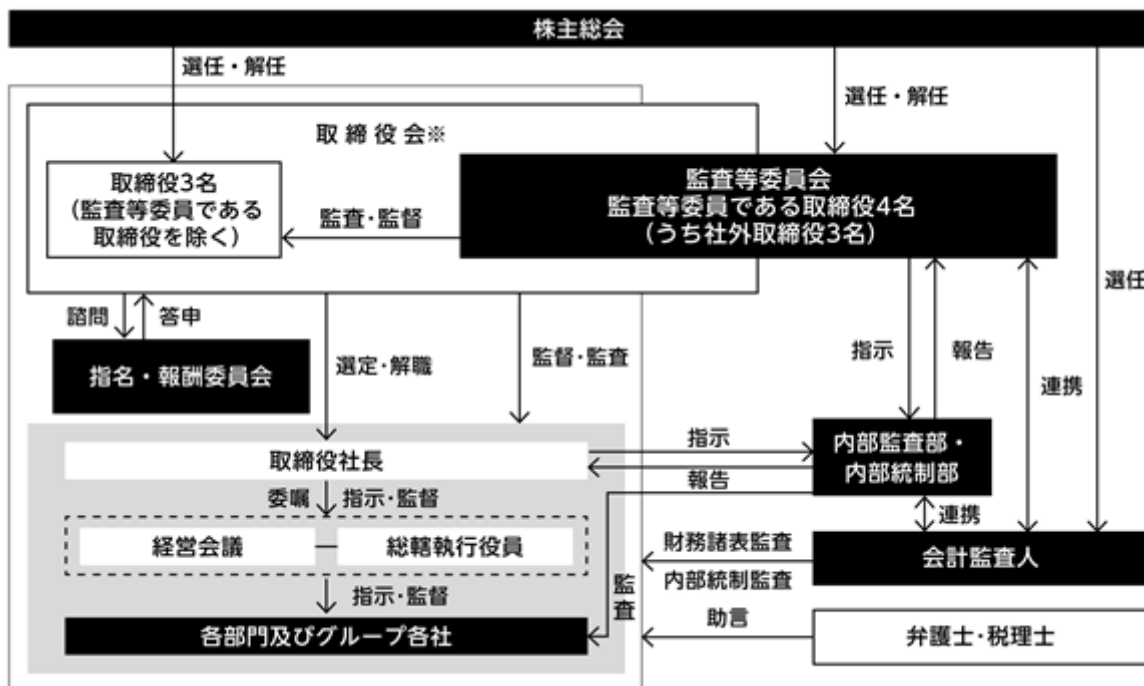 株主総会
選任・解任
選任・解任
選任
取締役会※
取締役3名
（監査等委員である
取締役を除く）
監査・監督
監査等委員会
監査等委員である取締役4名
（うち社外取締役3名）
諮問
答申
指名・報酬委員会
選定・解職
監督・監査
指示
報告
連携
取締役社長
指示
報告
内部監査部・
内部統制部
委嘱
指示・監督
連携
経営会議
総轄執行役員
財務諸表監査
内部統制監査
会計監査人
指示・監督
監査
各部門及びグループ各社
助言
弁護士・税理士